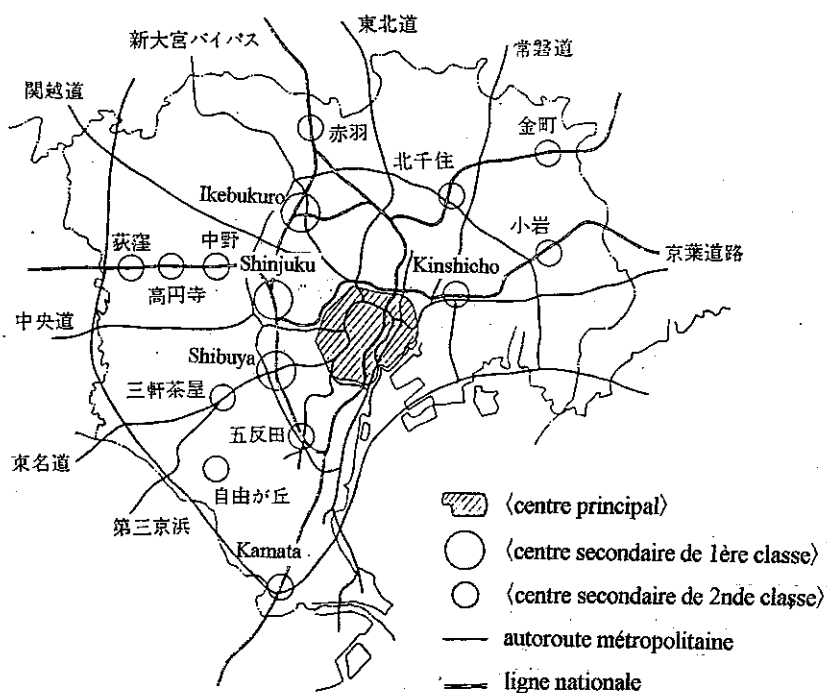 東北道
新大宮バイパス
常磐道
関越道
金町
赤羽
北千住
Ikebukuro
小岩
荻窪
中野
京葉道路
Shinjuku
Kinshicho
高円寺
中央道
Shibuya
三軒茶屋
五反田
東名道
自由が丘
第三京浜
Kamata
〈centre principal〉
〈centre secondaire de 1ère classe〉
〈centre secondaire de 2nde classe〉
autoroute métropolitaine
ligne nationale